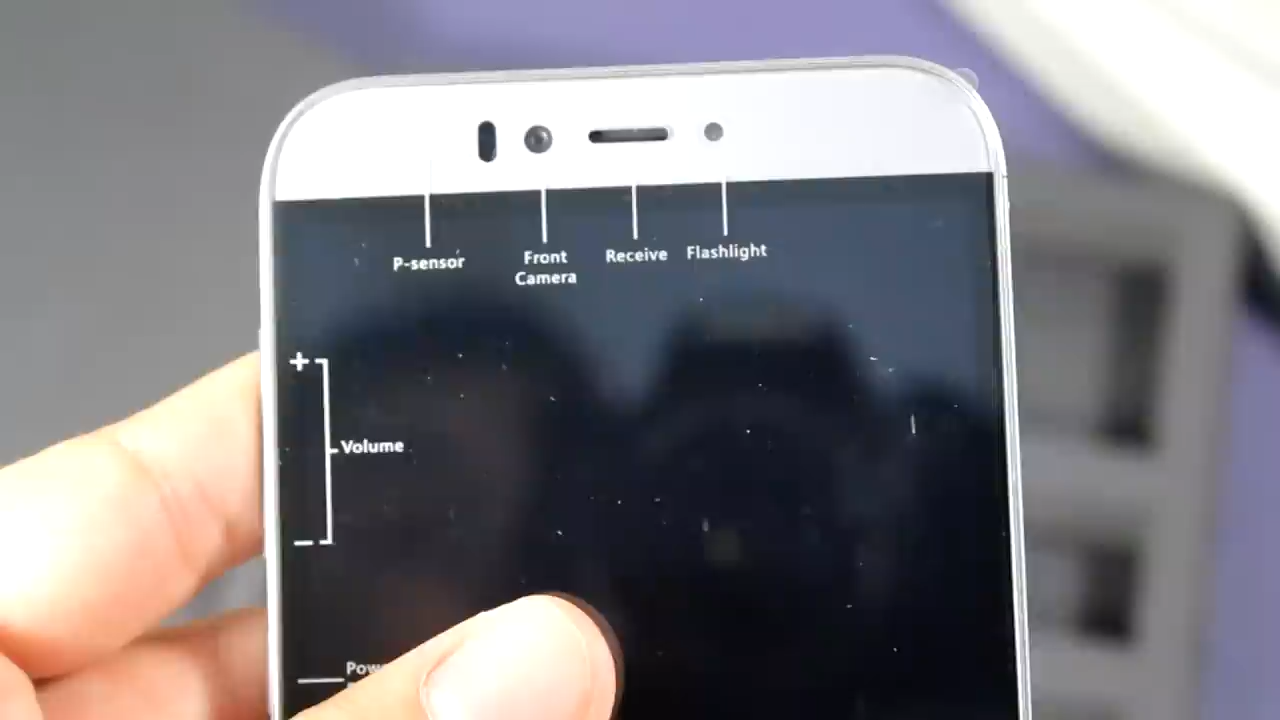 P-sensor
Front
Camera
Receive
Flashlight
+
Volume
-